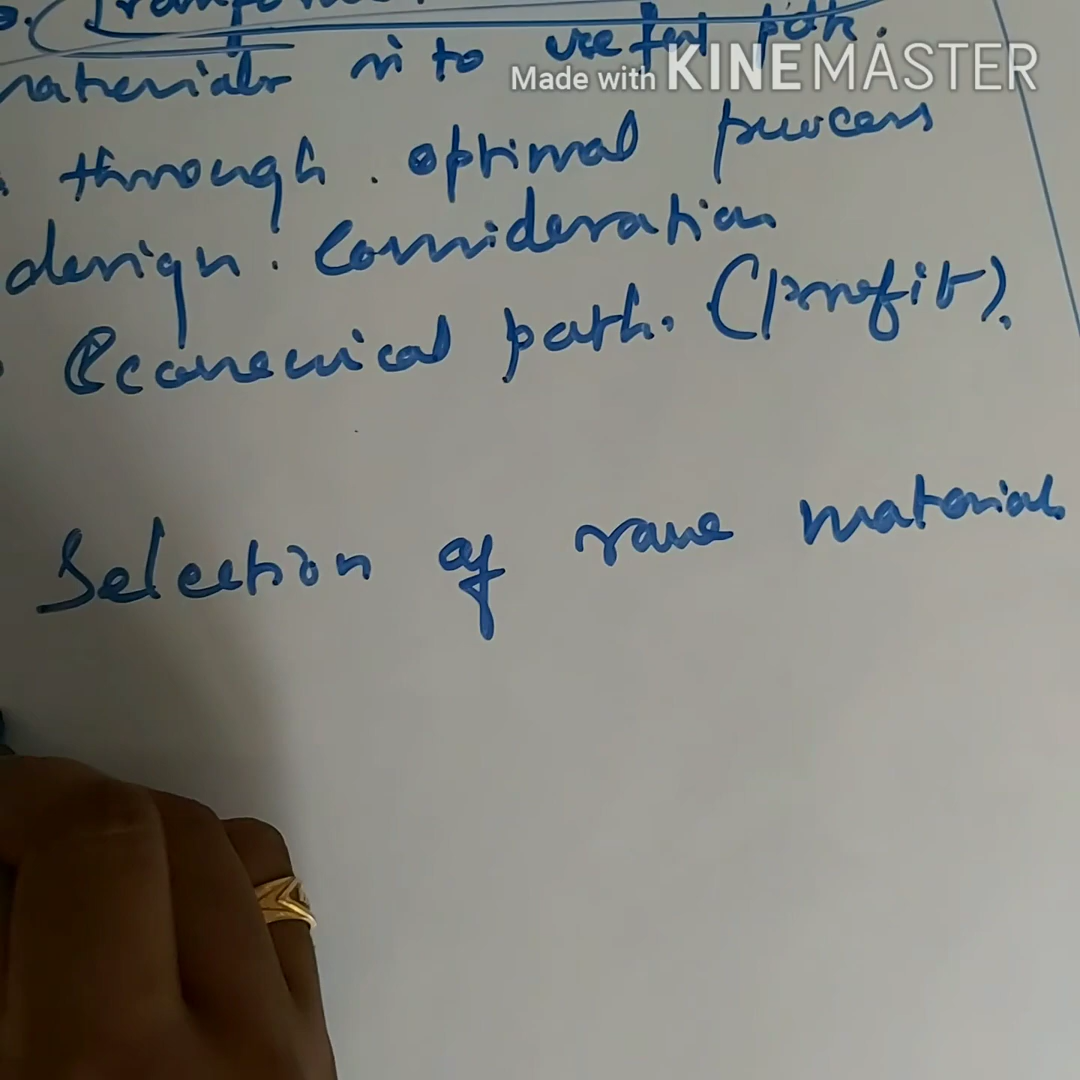 materials in to useful path.
Made with KINEMASTER
through. optimal process
design. Consideration
Economical path. (profit).
Selection of raw materials